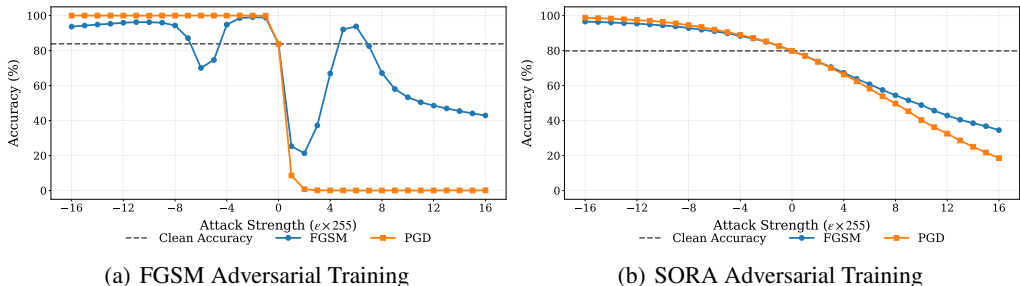 100
80
60
40
20
0
Accuracy (%)
−16 −12 −8 −4 0 4 8 12 16
Attack Strength (ε×255)
Clean Accuracy FGSM PGD
(a) FGSM Adversarial Training
100
80
60
40
20
0
Accuracy (%)
−16 −12 −8 −4 0 4 8 12 16
Attack Strength (ε×255)
Clean Accuracy FGSM PGD
(b) SORA Adversarial Training